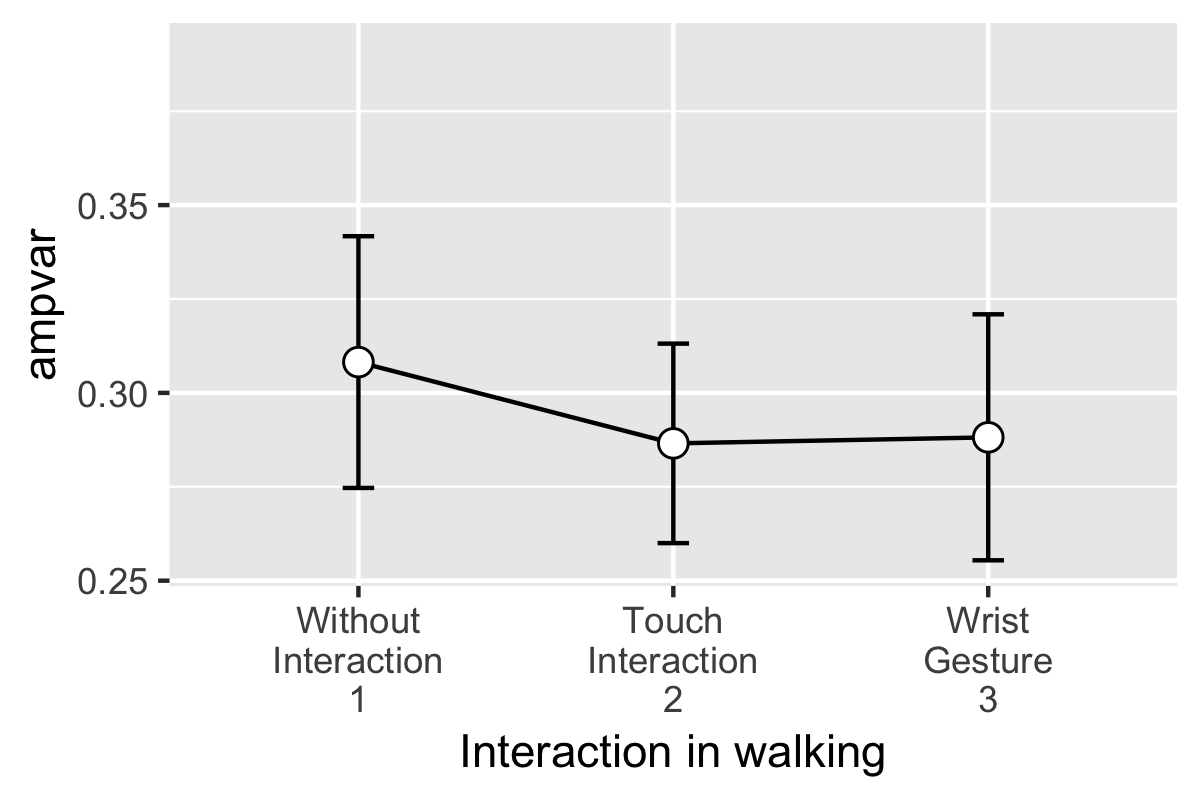 ampvar
0.35
0.30
0.25
Without
Interaction
1
Touch
Interaction
2
Wrist
Gesture
3
Interaction in walking